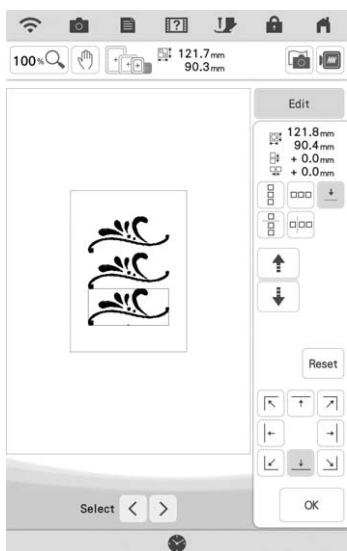 100% 121.7mm
90.3mm
Edit
121.8mm
90.4mm
+ 0.0mm
+ 0.0mm
Reset
Select
OK